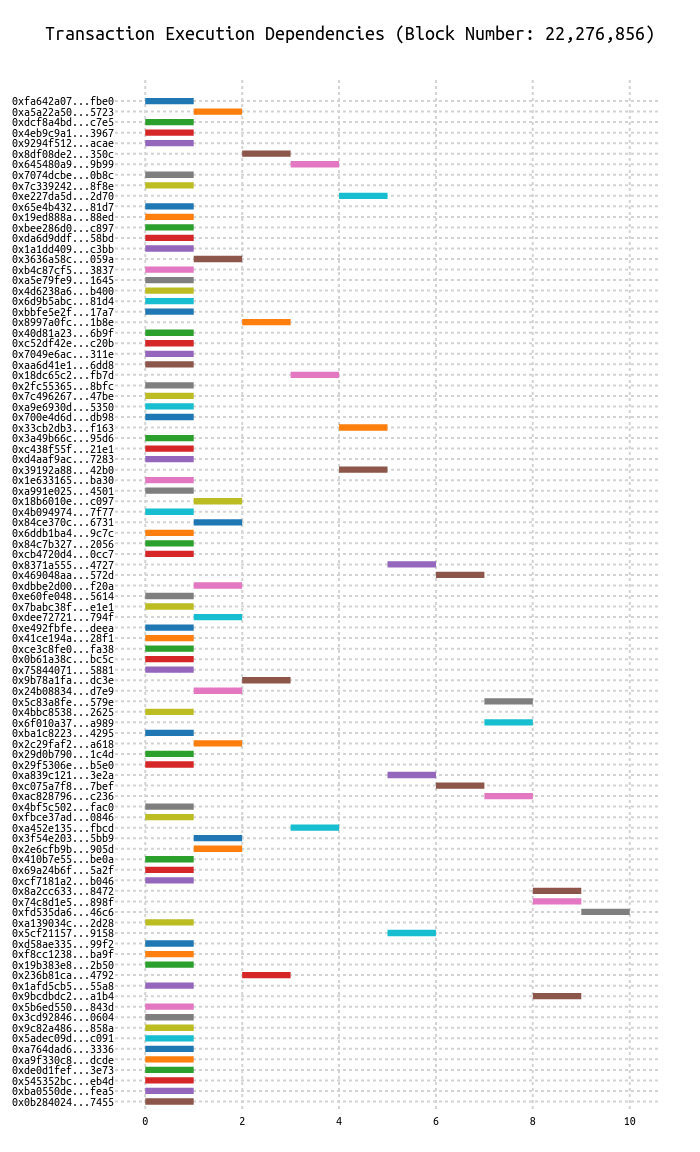 Transaction Execution Dependencies (Block Number: 22,276,856)
0xfa642a07...fbe0
0xa5a22a50...5723
0xdcf8a4bd...c7e5
0x4eb9c9a1...3967
0x9294f512...acae
0x8df08de2...350c
0x645480a9...9b99
0x7074dcbe...0b8c
0x7c339242...8f8e
0xe227da5d...2d70
0x65e4b432...81d7
0x19ed888a...88ed
0xbee286d0...c897
0xda6d9ddf...58bd
0x1a1dd409...c3bb
0x3636a58c...059a
0xb4c87cf5...3837
0xa5e79fe9...1645
0x4d6238a6...b400
0x6d9b5abc...81d4
0xbbfe5e2f...17a7
0x8997a0fc...1b8e
0x40d81a23...6b9f
0xc52df42e...c20b
0x7049e6ac...311e
0xaa6d41e1...6dd8
0x18dc65c2...fb7d
0x2fc55365...8bfc
0x7c496267...47be
0xa9e6930d...5350
0x700e4d6d...db98
0x33cb2db3...f163
0x3a49b66c...95d6
0xc438f55f...21e1
0xd4aaf9ac...7283
0x39192a88...42b0
0x1e633165...ba30
0xa991e025...4501
0x18b6010e...c097
0x4b094974...7f77
0x84ce370c...6731
0x6ddb1ba4...9c7c
0x84c7b327...2056
0xcb4720d4...0cc7
0x8371a555...4727
0x469048aa...572d
0xdbbe2d00...f20a
0xe60fe048...5614
0x7babc38f...e1e1
0xdee72721...794f
0xe492fbfe...deea
0x41ce194a...28f1
0xce3c8fe0...fa38
0x0b61a38c...bc5c
0x75844071...5881
0x9b78a1fa...dc3e
0x24b08834...d7e9
0x5c83a8fe...579e
0x4bbc8538...2625
0x6f010a37...a989
0xba1c8223...4295
0x2c29faf2...a618
0x29d0b790...1c4d
0x29f5306e...b5e0
0xa839c121...3e2a
0xc075a7f8...7bef
0xac828796...c236
0x4bf5c502...fac0
0xfbce37ad...0846
0xa452e135...fbcd
0x3f54e203...5bb9
0x2e6cfb9b...905d
0x410b7e55...be0a
0x69a24b6f...5a2f
0xcf7181a2...b046
0x8a2cc633...8472
0x74c8d1e5...898f
0xfd535da6...46c6
0xa139034c...2d28
0x5cf21157...9158
0xd58ae335...99f2
0xf8cc1238...ba9f
0x19b383e8...2b50
0x236b81ca...4792
0x1afd5cb5...55a8
0x9bcdbdc2...a1b4
0x5b6ed550...843d
0x3cd92846...0604
0x9c82a486...858a
0x5adec09d...c091
0xa764dad6...3336
0xa9f330c8...dcde
0xde0d1fef...3e73
0x545352bc...eb4d
0xba0550de...fea5
0x0b284024...7455
0 2 4 6 8 10